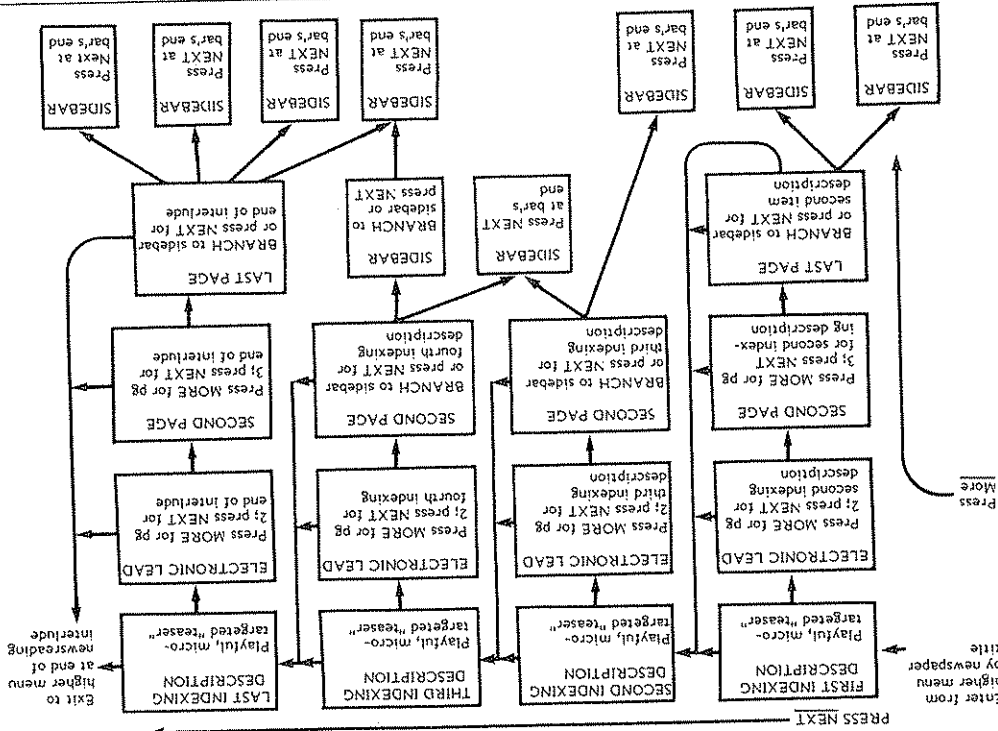 PRESS NEXT
Enter from
higher menu
by newspaper
title
FIRST INDEXING
DESCRIPTION
Playful, micro-
targeted "teaser"
SECOND INDEXING
DESCRIPTION
Playful, micro-
targeted "teaser"
THIRD INDEXING
DESCRIPTION
Playful, micro-
targeted "teaser"
LAST INDEXING
DESCRIPTION
Playful, micro-
targeted "teaser"
Exit to
higher menu
at end of
newsreading
interlude
Press
More
ELECTRONIC LEAD
Press MORE for pg
2; press NEXT for
second indexing
description
ELECTRONIC LEAD
Press MORE for pg
2; press NEXT for
third indexing
description
ELECTRONIC LEAD
Press MORE for pg
2; press NEXT for
fourth indexing
ELECTRONIC LEAD
Press MORE for pg
2; press NEXT for
end of interlude
SECOND PAGE
Press MORE for pg
3; press NEXT
for second index-
ing description
SECOND PAGE
BRANCH to sidebar
or press NEXT for
third indexing
description
SECOND PAGE
BRANCH to sidebar
or press NEXT for
fourth indexing
description
SECOND PAGE
Press MORE for pg
3; press NEXT for
end of interlude
LAST PAGE
BRANCH to sidebar
or press NEXT for
second item
description
SIDEBAR
Press NEXT
at bar's
end
SIDEBAR
BRANCH to
sidebar or
press NEXT
LAST PAGE
BRANCH to sidebar
or press NEXT for
end of interlude
SIDEBAR
Press
NEXT at
bar's end
SIDEBAR
Press
NEXT at
bar's end
SIDEBAR
Press
NEXT at
bar's end
SIDEBAR
Press
NEXT at
bar's end
SIDEBAR
Press
NEXT at
bar's end
SIDEBAR
Press
NEXT at
bar's end
SIDEBAR
Press
Next at
bar's end